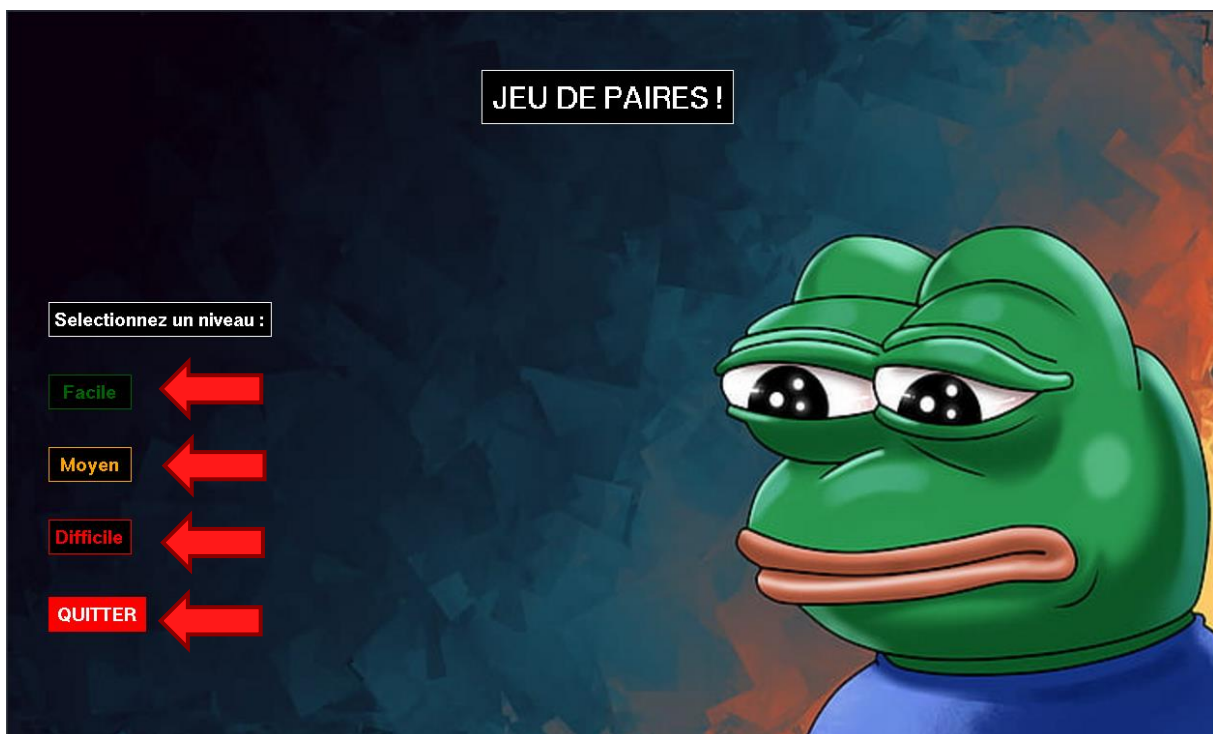 JEU DE PAIRES !
Selectionnez un niveau :
Facile
Moyen
Difficile
QUITTER